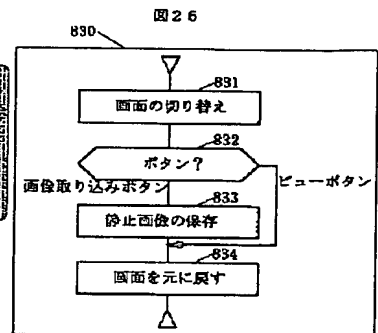 図26
830
831
画面の切り替え
832
ボタン?
画像取り込みボタン
ビューボタン
833
静止画像の保存
834
画面を元に戻す